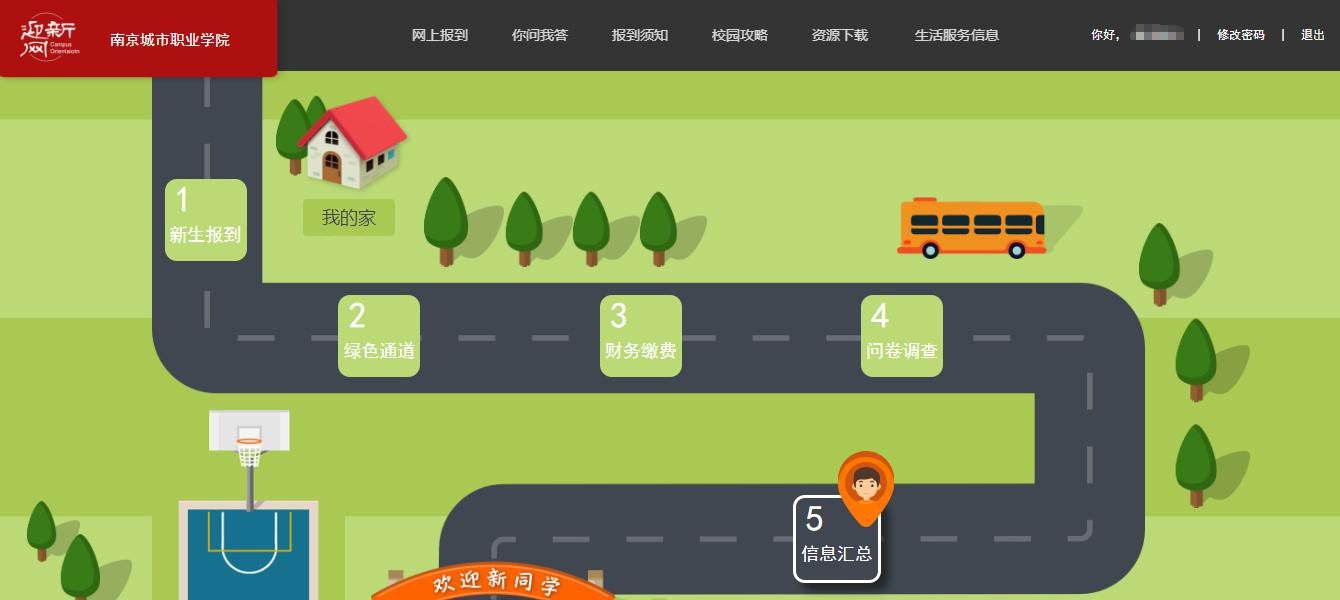 迎新网
Campus
Orientation
南京城市职业学院
网上报到 你问我答 报到须知 校园攻略 资源下载 生活服务信息
你好， | 修改密码 | 退出
1
新生报到
我的家
2
绿色通道
3
财务缴费
4
问卷调查
5
信息汇总
欢迎新同学